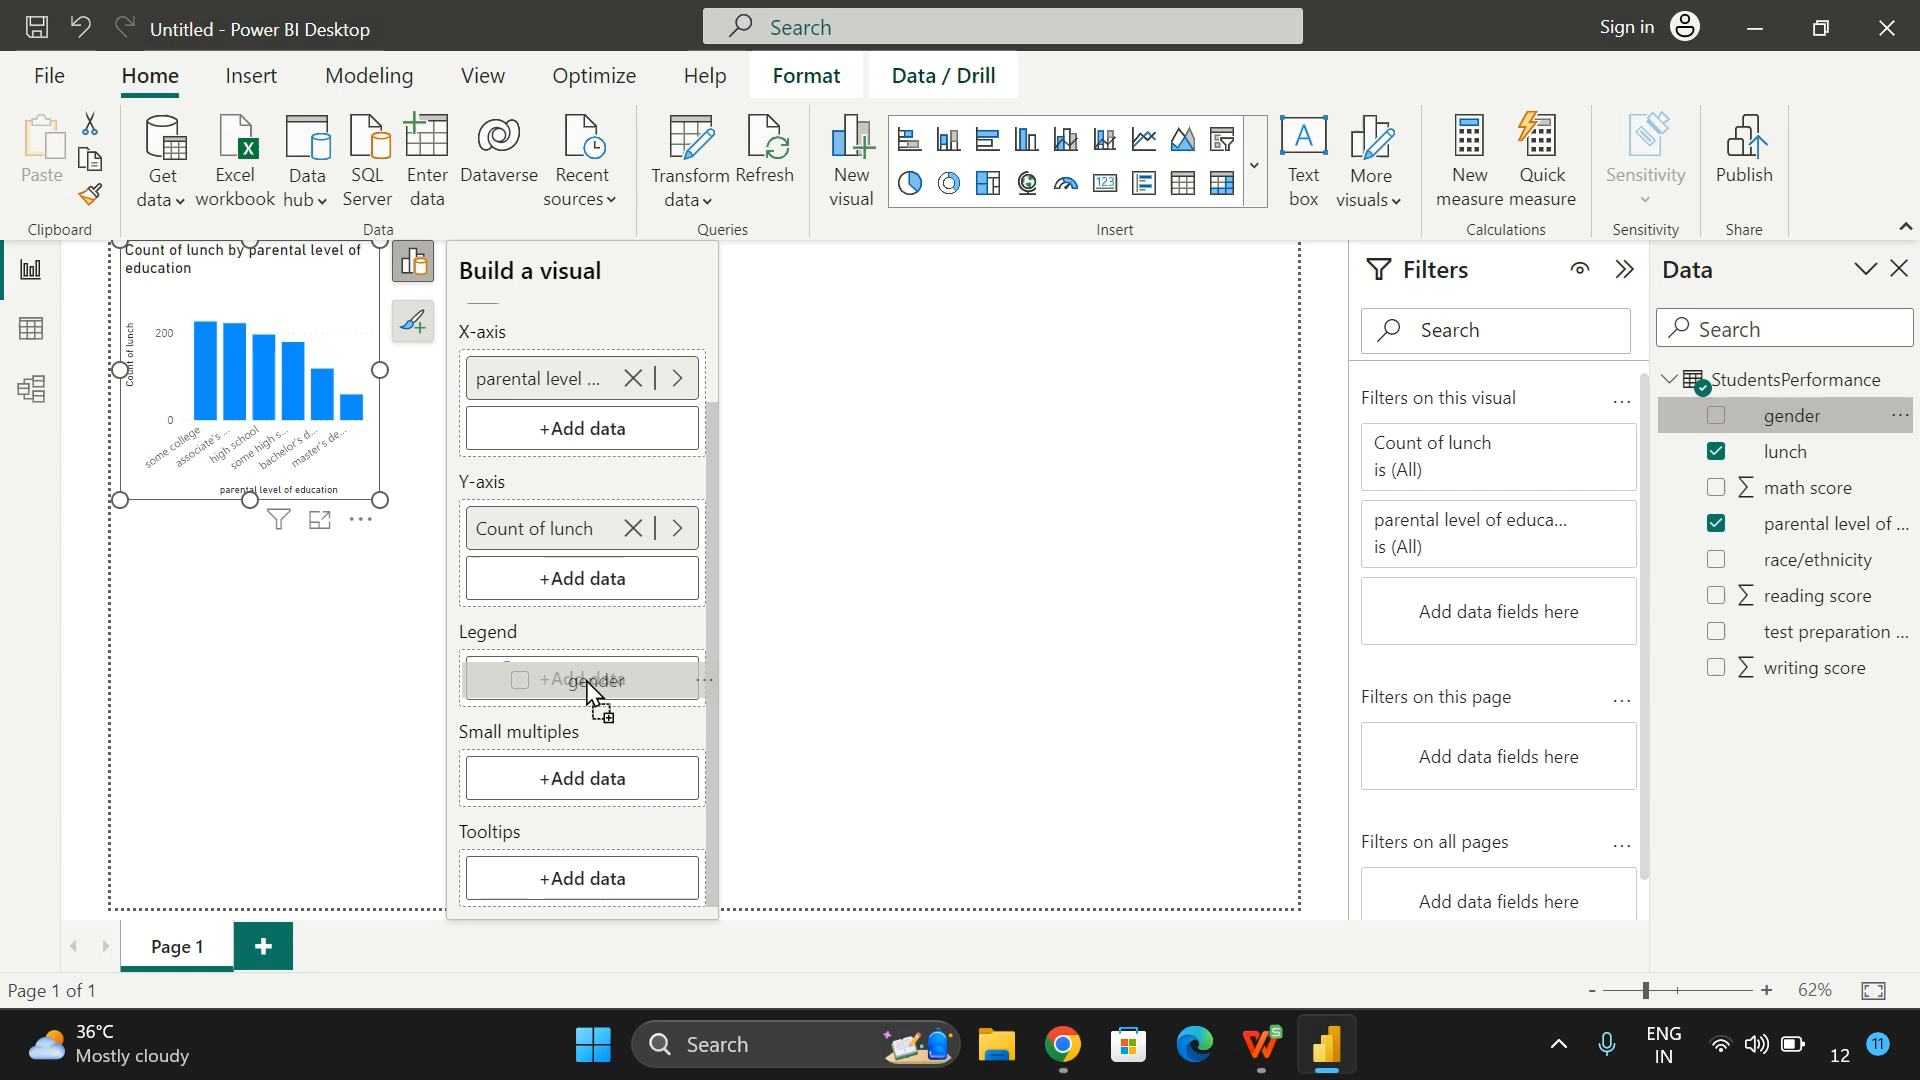 Untitled - Power BI Desktop
Search
Sign in
File
Home
Insert
Modeling
View
Optimize
Help
Format
Data / Drill
Paste
Get
data
Excel
workbook
Data
hub
SQL
Server
Enter
data
Dataverse
Recent
sources
Transform
data
Refresh
New
visual
123
A
Text
box
More
visuals
New
measure
Quick
measure
Sensitivity
Publish
Clipboard
Data
Queries
Insert
Calculations
Sensitivity
Share
Count of lunch by parental level of
education
Count of lunch
200
0
some college
associate's ...
high school
some high s...
bachelor's d...
master's de...
parental level of education
Build a visual
X-axis
parental level ...
+Add data
Y-axis
Count of lunch
+Add data
Legend
+Add data
gender
Small multiples
+Add data
Tooltips
+Add data
Filters
Search
Filters on this visual
Count of lunch
is (All)
parental level of educa...
is (All)
Add data fields here
Filters on this page
Add data fields here
Filters on all pages
Add data fields here
Data
Search
StudentsPerformance
gender
lunch
math score
parental level of ...
race/ethnicity
reading score
test preparation ...
writing score
Page 1
Page 1 of 1
62%
36°C
Mostly cloudy
Search
ENG
IN
12
11